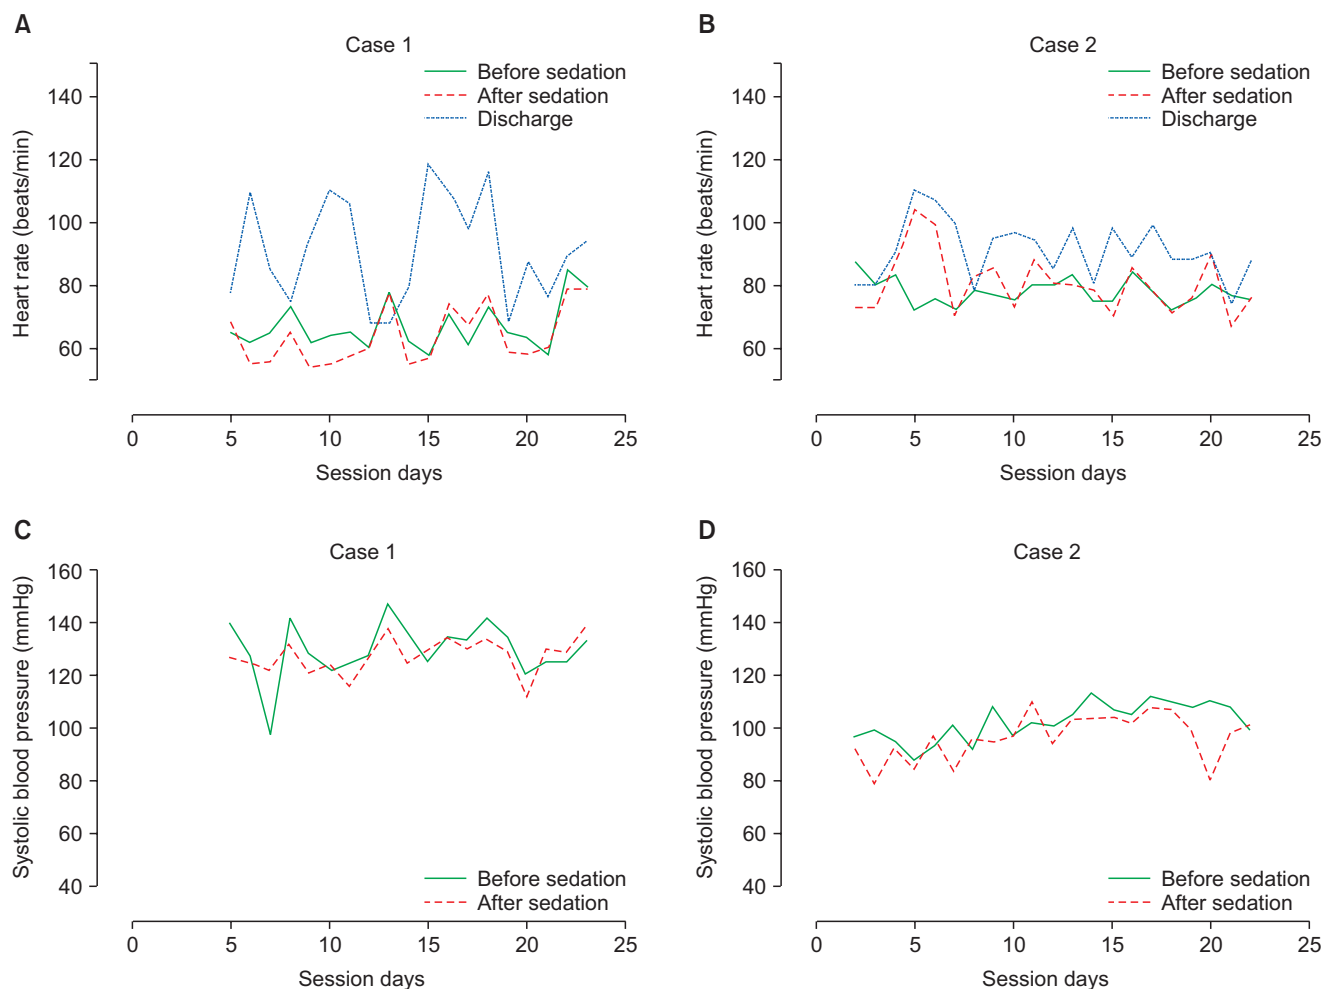 A
Case 1
Before sedation
After sedation
Discharge
Heart rate (beats/min)
140
120
100
80
60
0 5 10 15 20 25
Session days
B
Case 2
Before sedation
After sedation
Discharge
Heart rate (beats/min)
140
120
100
80
60
0 5 10 15 20 25
Session days
C
Case 1
Systolic blood pressure (mmHg)
160
140
120
100
80
60
40
Before sedation
After sedation
0 5 10 15 20 25
Session days
D
Case 2
Systolic blood pressure (mmHg)
160
140
120
100
80
60
40
Before sedation
After sedation
0 5 10 15 20 25
Session days